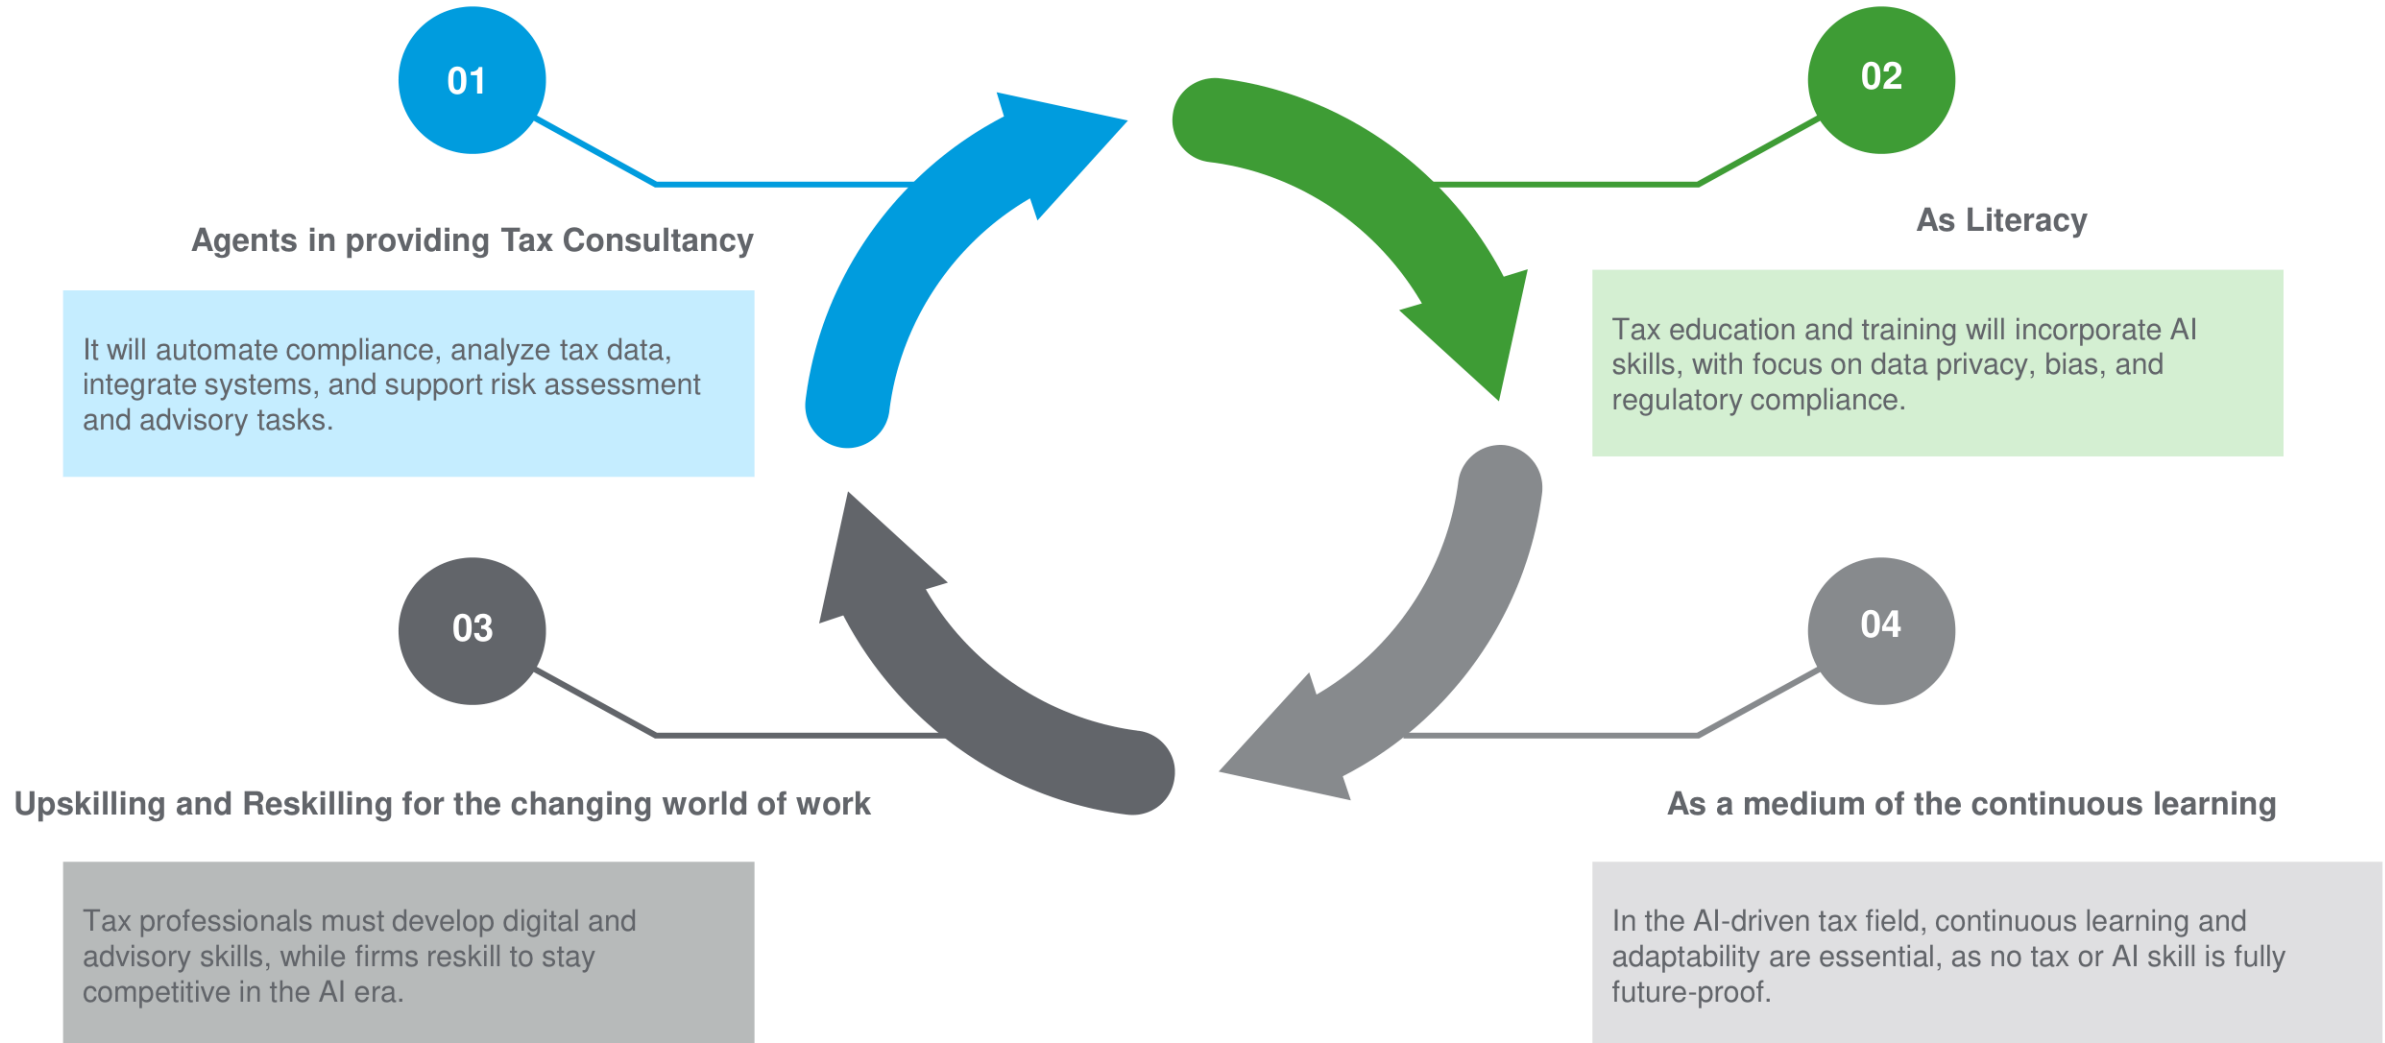 01
Agents in providing Tax Consultancy
It will automate compliance, analyze tax data,
integrate systems, and support risk assessment
and advisory tasks.
02
As Literacy
Tax education and training will incorporate AI
skills, with focus on data privacy, bias, and
regulatory compliance.
03
Upskilling and Reskilling for the changing world of work
Tax professionals must develop digital and
advisory skills, while firms reskill to stay
competitive in the AI era.
04
As a medium of the continuous learning
In the AI-driven tax field, continuous learning and
adaptability are essential, as no tax or AI skill is fully
future-proof.